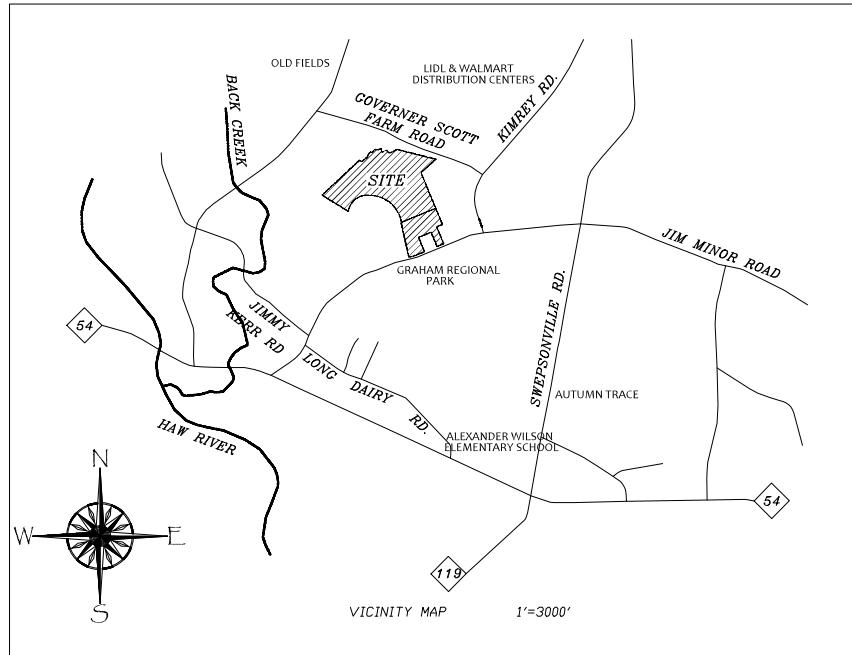 OLD FIELDS
LIDL & WALMART
DISTRIBUTION CENTERS
BACK CREEK
GOVERNER SCOTT
FARM ROAD
KIMREY RD.
SITE
JIM MINOR ROAD
GRAHAM REGIONAL
PARK
SWEPSONVILLE RD.
54
JIMMY
KERR RD
LONG DAIRY
RD.
AUTUMN TRACE
HAW RIVER
ALEXANDER WILSON
ELEMENTARY SCHOOL
N
W
E
S
54
119
VICINITY MAP 1'=3000'